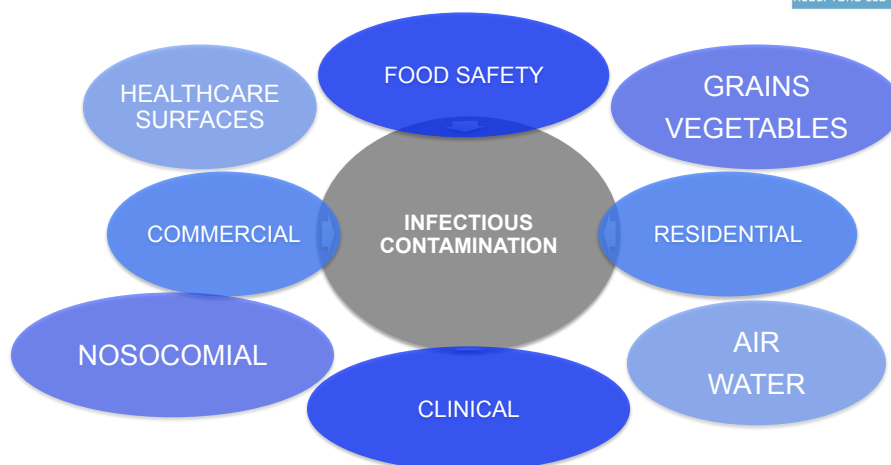 FOOD SAFETY
HEALTHCARE
SURFACES
GRAINS
VEGETABLES
COMMERCIAL
INFECTIOUS
CONTAMINATION
RESIDENTIAL
NOSOCOMIAL
AIR
WATER
CLINICAL